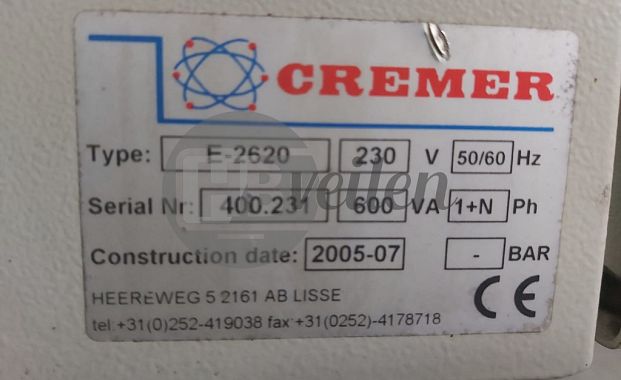 CREMER
Type: E-2620 230 V 50/60 Hz
Serial Nr: 400.231 600 VA 1+N Ph
Construction date: 2005-07 - BAR
HEEREWEG 5 2161 AB LISSE
tel:+31(0)252-419038 fax:+31(0252)-4178718
CE
veilen